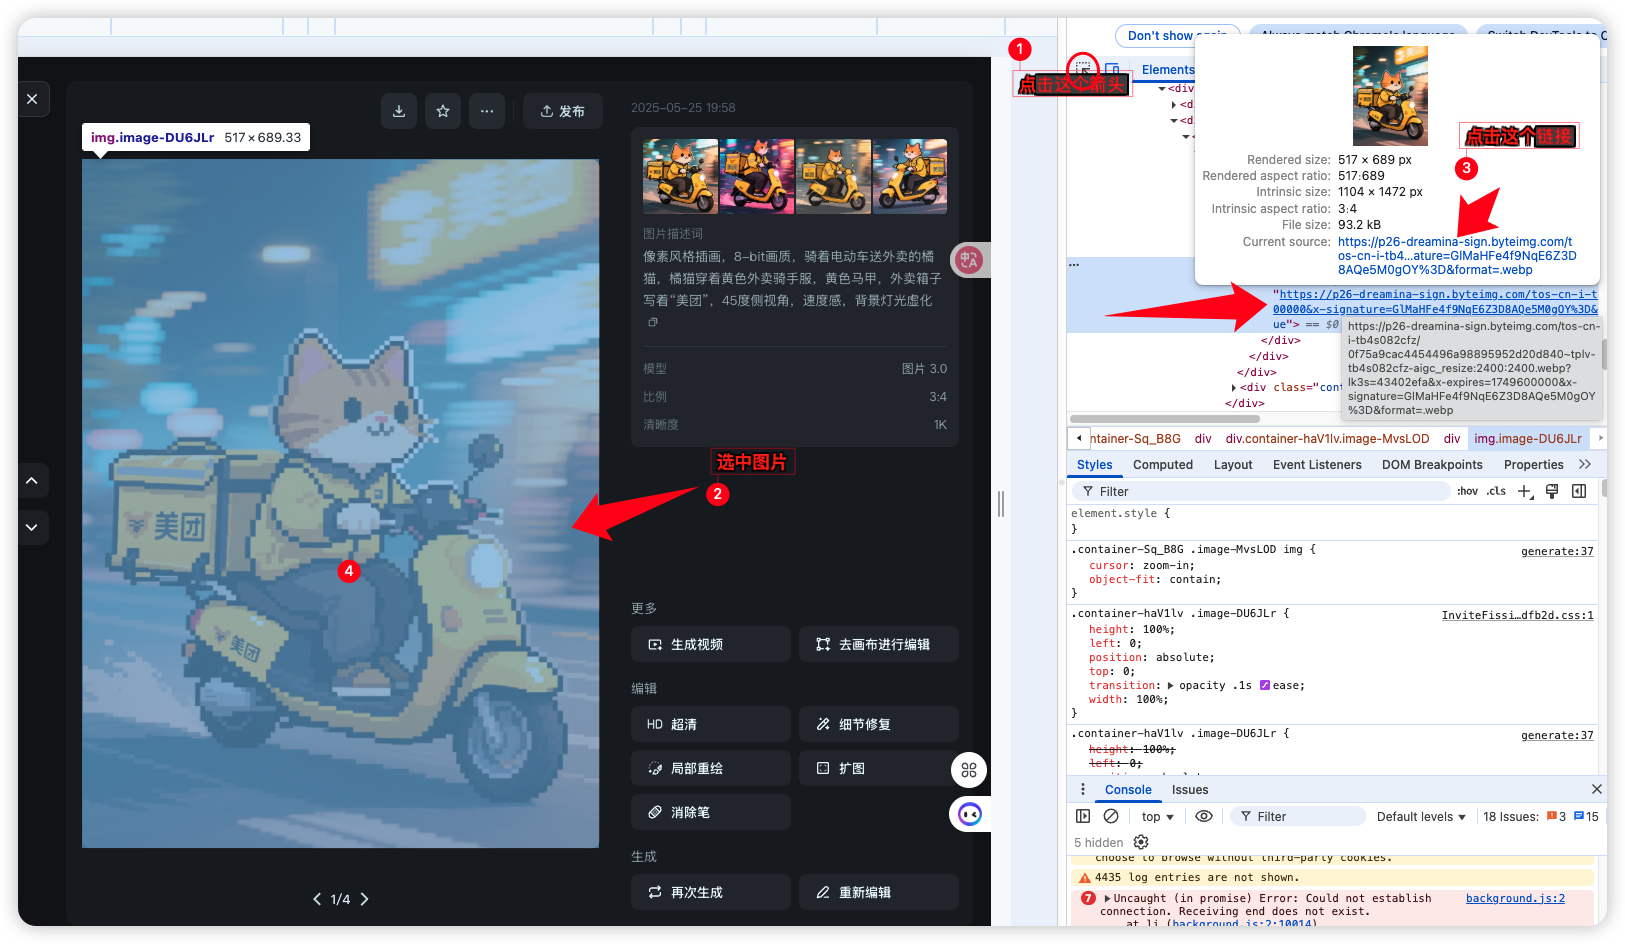 img.image-DU6JLr 517×689.33
发布
美团
美团
1/4
2025-05-25 19:58
图片描述词
像素风格插画，8-bit画质，骑着电动车送外卖的橘
猫，橘猫穿着黄色外卖骑手服，黄色马甲，外卖箱子
写着“美团”，45度侧视角，速度感，背景灯光虚化
模型 图片 3.0
比例 3:4
清晰度 1K
选中图片
2
4
更多
生成视频 去画布进行编辑
编辑
HD 超清 细节修复
局部重绘 扩图
消除笔
生成
再次生成 重新编辑
1
点击这个箭头
Elements
点击这个链接
3
Rendered size: 517 × 689 px
Rendered aspect ratio: 517:689
Intrinsic size: 1104 × 1472 px
Intrinsic aspect ratio: 3:4
File size: 93.2 kB
Current source: https://p26-dreamina-sign.byteimg.com/t
os-cn-i-tb4...ature=GlMaHFe4f9NqE6Z3D
8AQe5M0gOY%3D&format=.webp
<div
<d
<d
"https://p26-dreamina-sign.byteimg.com/tos-cn-i-t
00000&x-signature=GlMaHFe4f9NqE6Z3D8AQe5M0gOY%3D&
ue"> == $0
</div>
</div>
</div>
<div class="cont
</div>
https://p26-dreamina-sign.byteimg.com/tos-cn-
i-tb4s082cfz/
0f75a9cac4454496a98895952d20d840~tplv-
tb4s082cfz-aigc_resize:2400:2400.webp?
lk3s=43402efa&x-expires=1749600000&x-
signature=GlMaHFe4f9NqE6Z3D8AQe5M0gOY
%3D&format=.webp
ntainer-Sq_B8G div div.container-haV1lv.image-MvsLOD div img.image-DU6JLr
Styles Computed Layout Event Listeners DOM Breakpoints Properties
Filter :hov .cls
element.style {
}
.container-Sq_B8G .image-MvsLOD img { generate:37
cursor: zoom-in;
object-fit: contain;
}
.container-haV1lv .image-DU6JLr { InviteFissi…dfb2d.css:1
height: 100%;
left: 0;
position: absolute;
top: 0;
transition: opacity .1s ease;
width: 100%;
}
.container-haV1lv .image-DU6JLr { generate:37
height: 100%;
left: 0;
Console Issues
top Filter Default levels 18 Issues: 3 15
5 hidden
choose to browse without third-party cookies.
4435 log entries are not shown.
7 Uncaught (in promise) Error: Could not establish background.js:2
connection. Receiving end does not exist.
at li (background.js:2:10014)